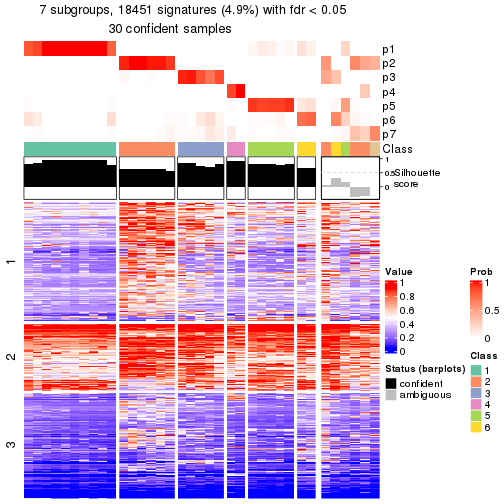 7 subgroups, 18451 signatures (4.9%) with fdr < 0.05
30 confident samples
p1
p2
p3
p4
p5
p6
p7
Class
1
0.5
0
Silhouette
score
1
2
3
Value
1
0.8
0.6
0.4
0.2
0
Prob
1
0.5
0
Status (barplots)
confident
ambiguous
Class
1
2
3
4
5
6